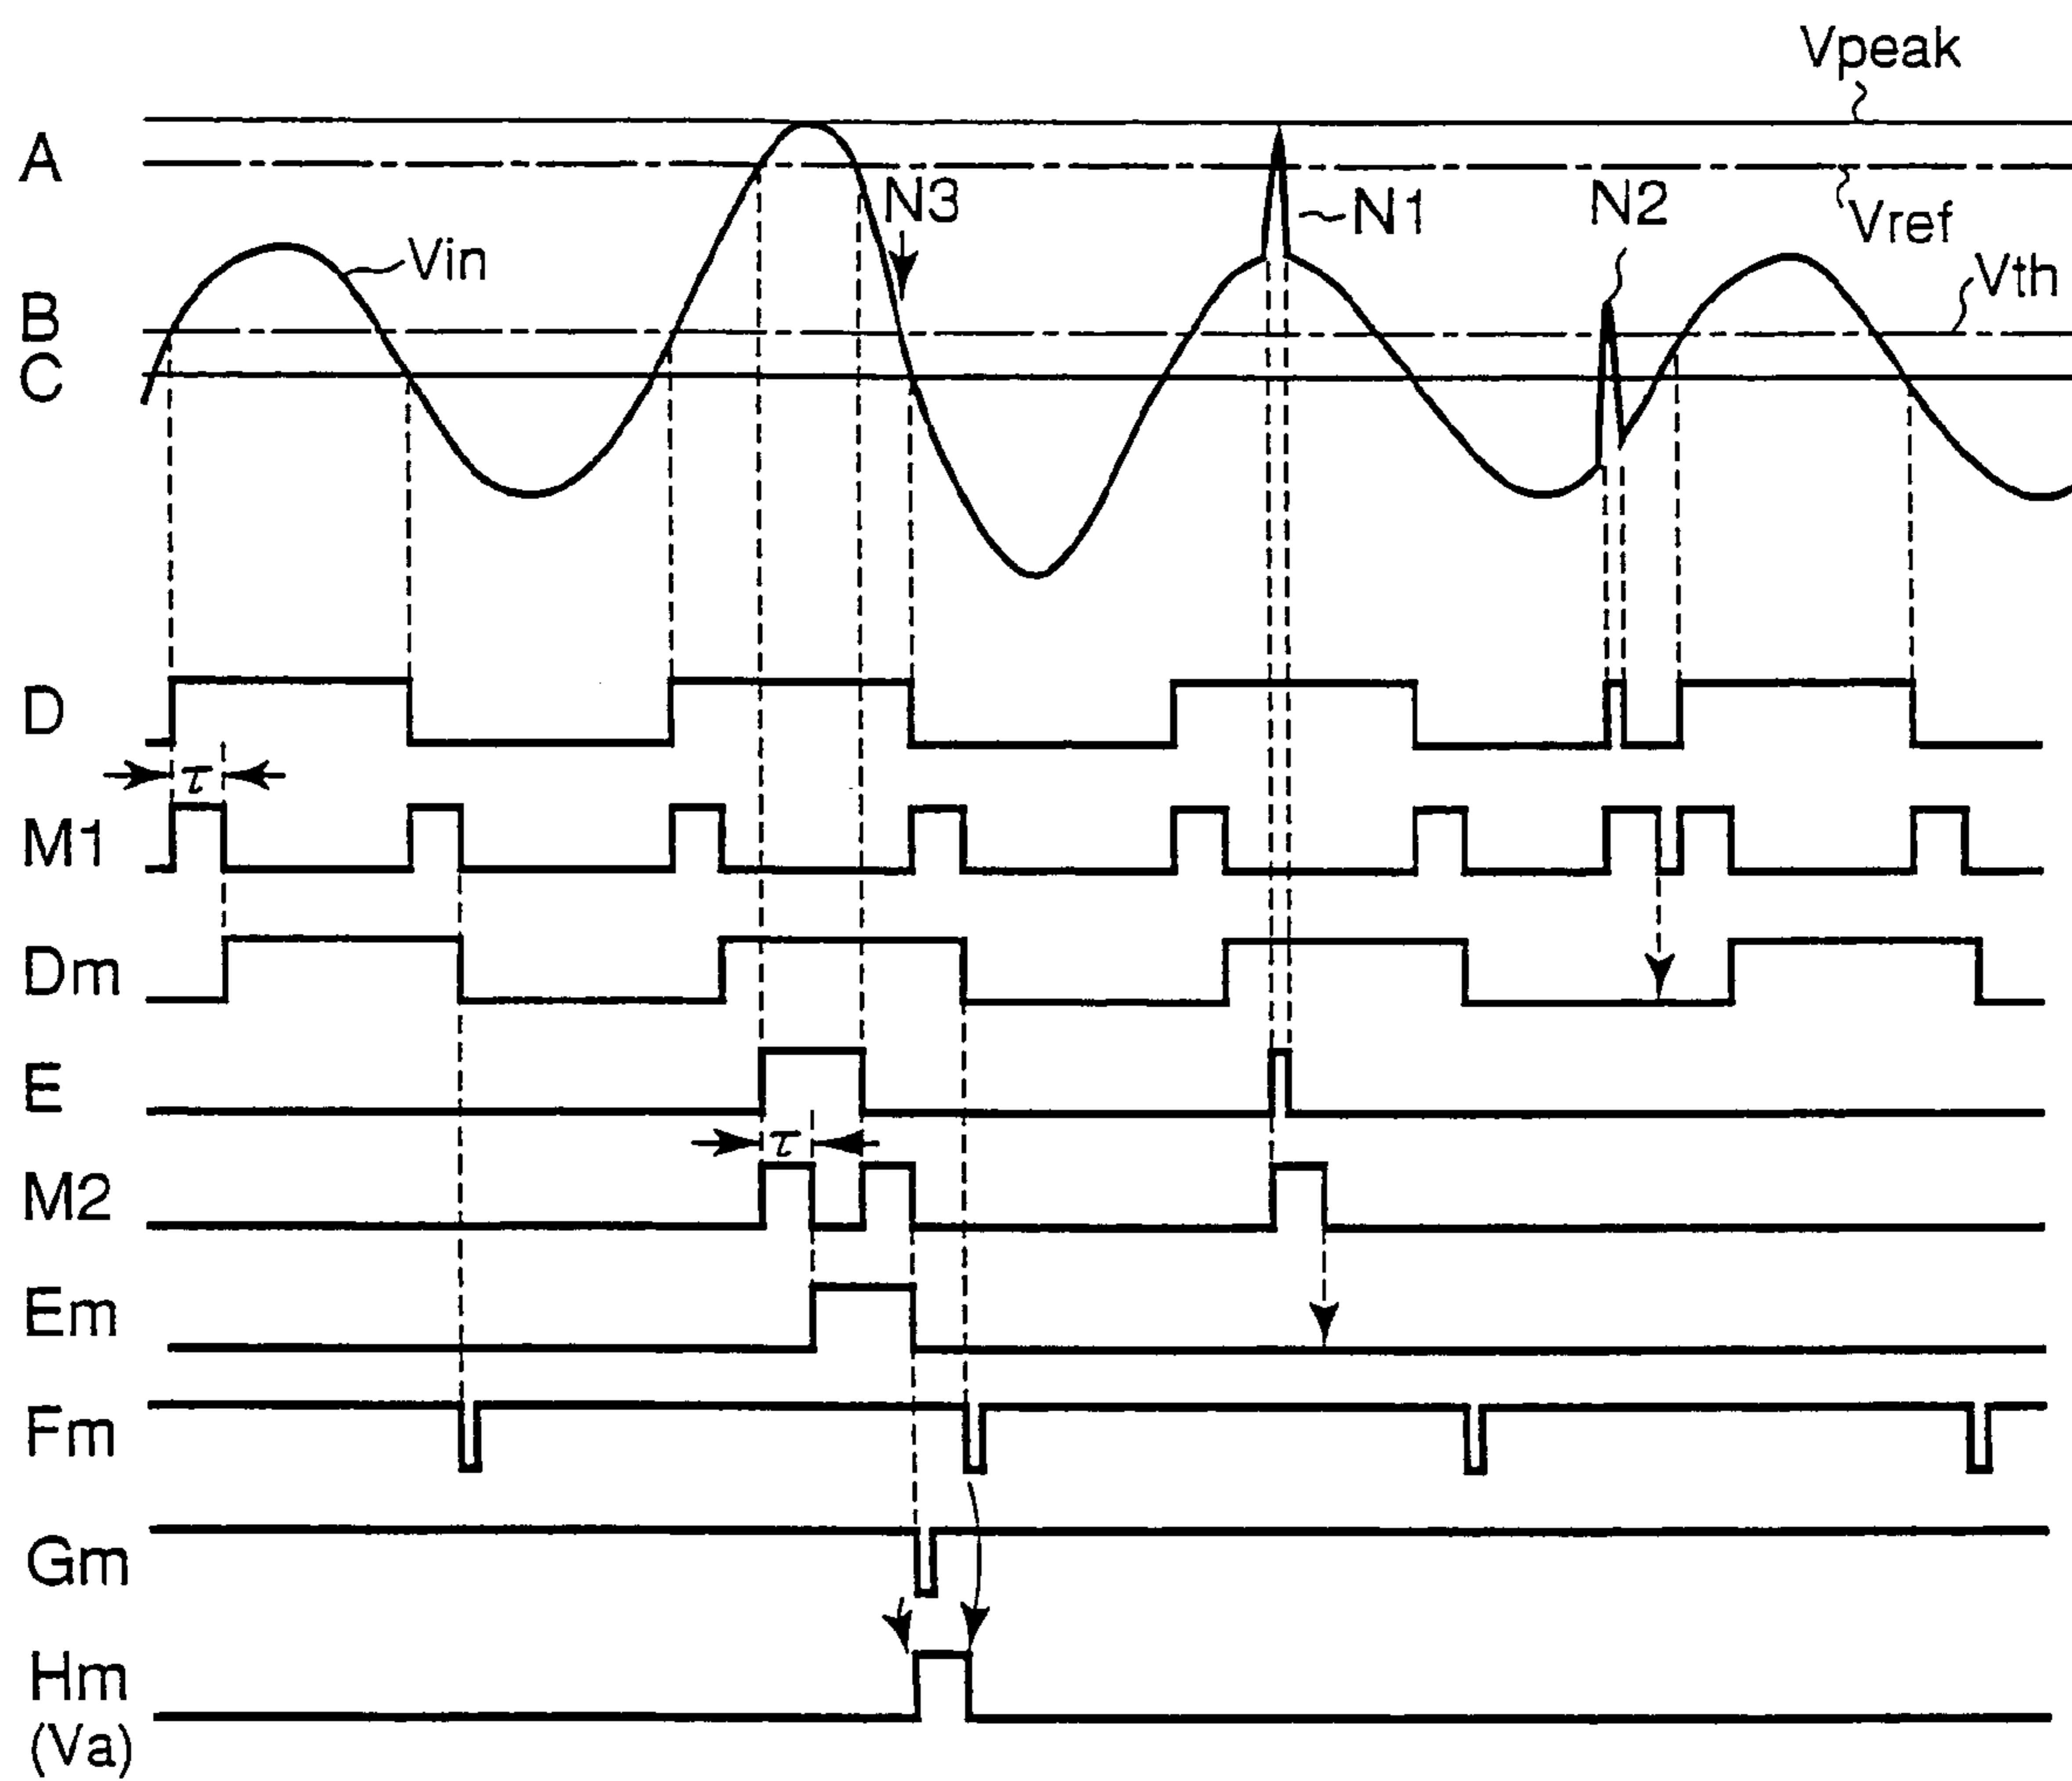 Vpeak
A
N3
N1
N2
Vref
Vin
Vth
B
C
D
τ
M1
Dm
E
τ
M2
Em
Fm
Gm
Hm
(Va)